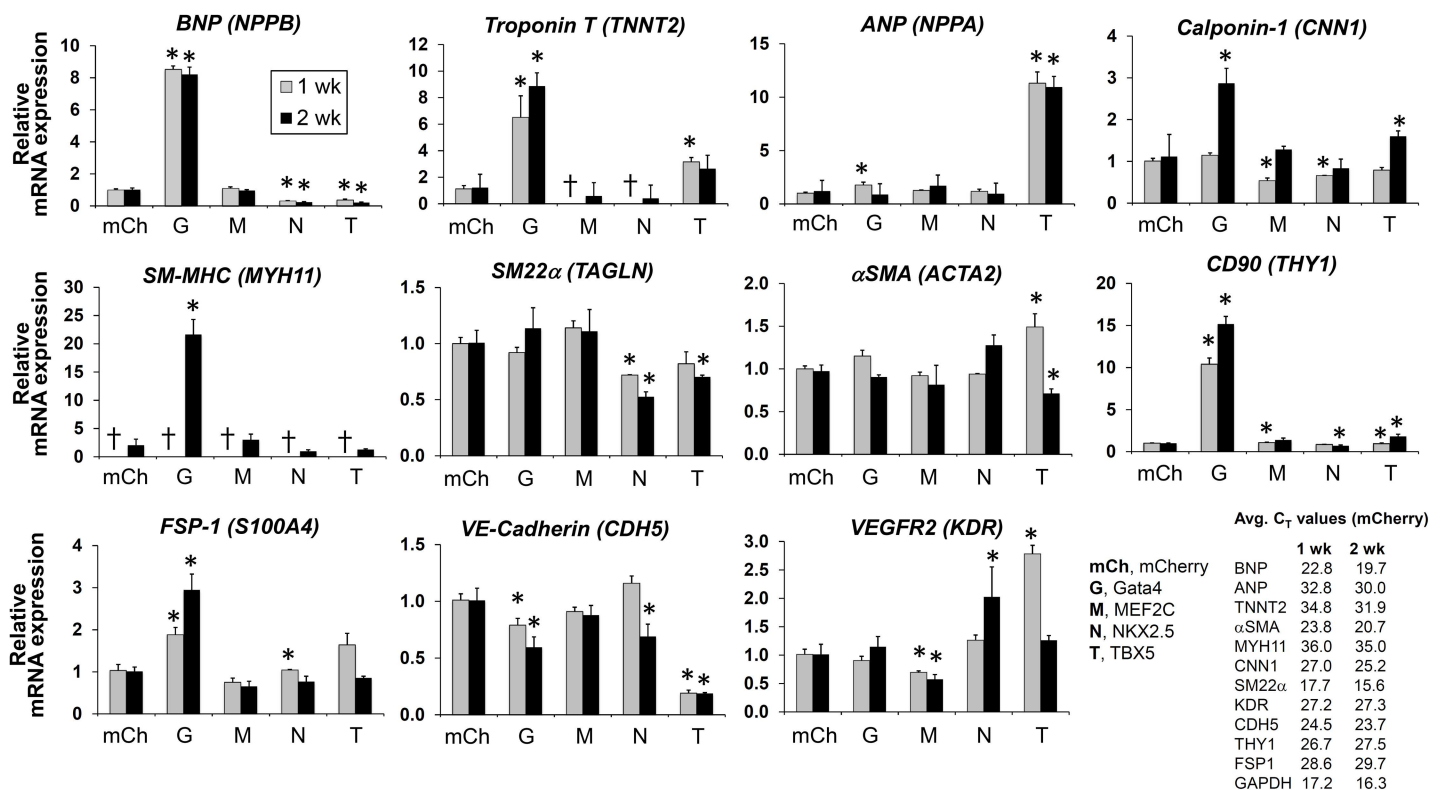 BNP (NPPB)
Relative
mRNA expression
10
8
6
4
2
0
* *
* *
* *
1 wk
2 wk
mCh G M N T
Troponin T (TNNT2)
12
10
8
6
4
2
0
* *
†
†
*
mCh G M N T
ANP (NPPA)
15
10
5
0
*
* *
mCh G M N T
Calponin-1 (CNN1)
4
3
2
1
0
*
*
*
*
mCh G M N T
SM-MHC (MYH11)
Relative
mRNA expression
30
25
20
15
10
5
0
*
† † † † †
mCh G M N T
SM22α (TAGLN)
1.5
1.0
0.5
0.0
* *
*
mCh G M N T
αSMA (ACTA2)
2.0
1.5
1.0
0.5
0.0
*
*
mCh G M N T
CD90 (THY1)
20
15
10
5
0
* *
*
*
* *
mCh G M N T
FSP-1 (S100A4)
Relative
mRNA expression
4
3
2
1
0
* *
*
mCh G M N T
VE-Cadherin (CDH5)
1.5
1.0
0.5
0.0
* *
*
* *
mCh G M N T
VEGFR2 (KDR)
3.0
2.5
2.0
1.5
1.0
0.5
0.0
* *
*
*
mCh G M N T
mCh, mCherry
G, Gata4
M, MEF2C
N, NKX2.5
T, TBX5
Avg. CT values (mCherry)
1 wk 2 wk
BNP 22.8 19.7
ANP 32.8 30.0
TNNT2 34.8 31.9
αSMA 23.8 20.7
MYH11 36.0 35.0
CNN1 27.0 25.2
SM22α 17.7 15.6
KDR 27.2 27.3
CDH5 24.5 23.7
THY1 26.7 27.5
FSP1 28.6 29.7
GAPDH 17.2 16.3